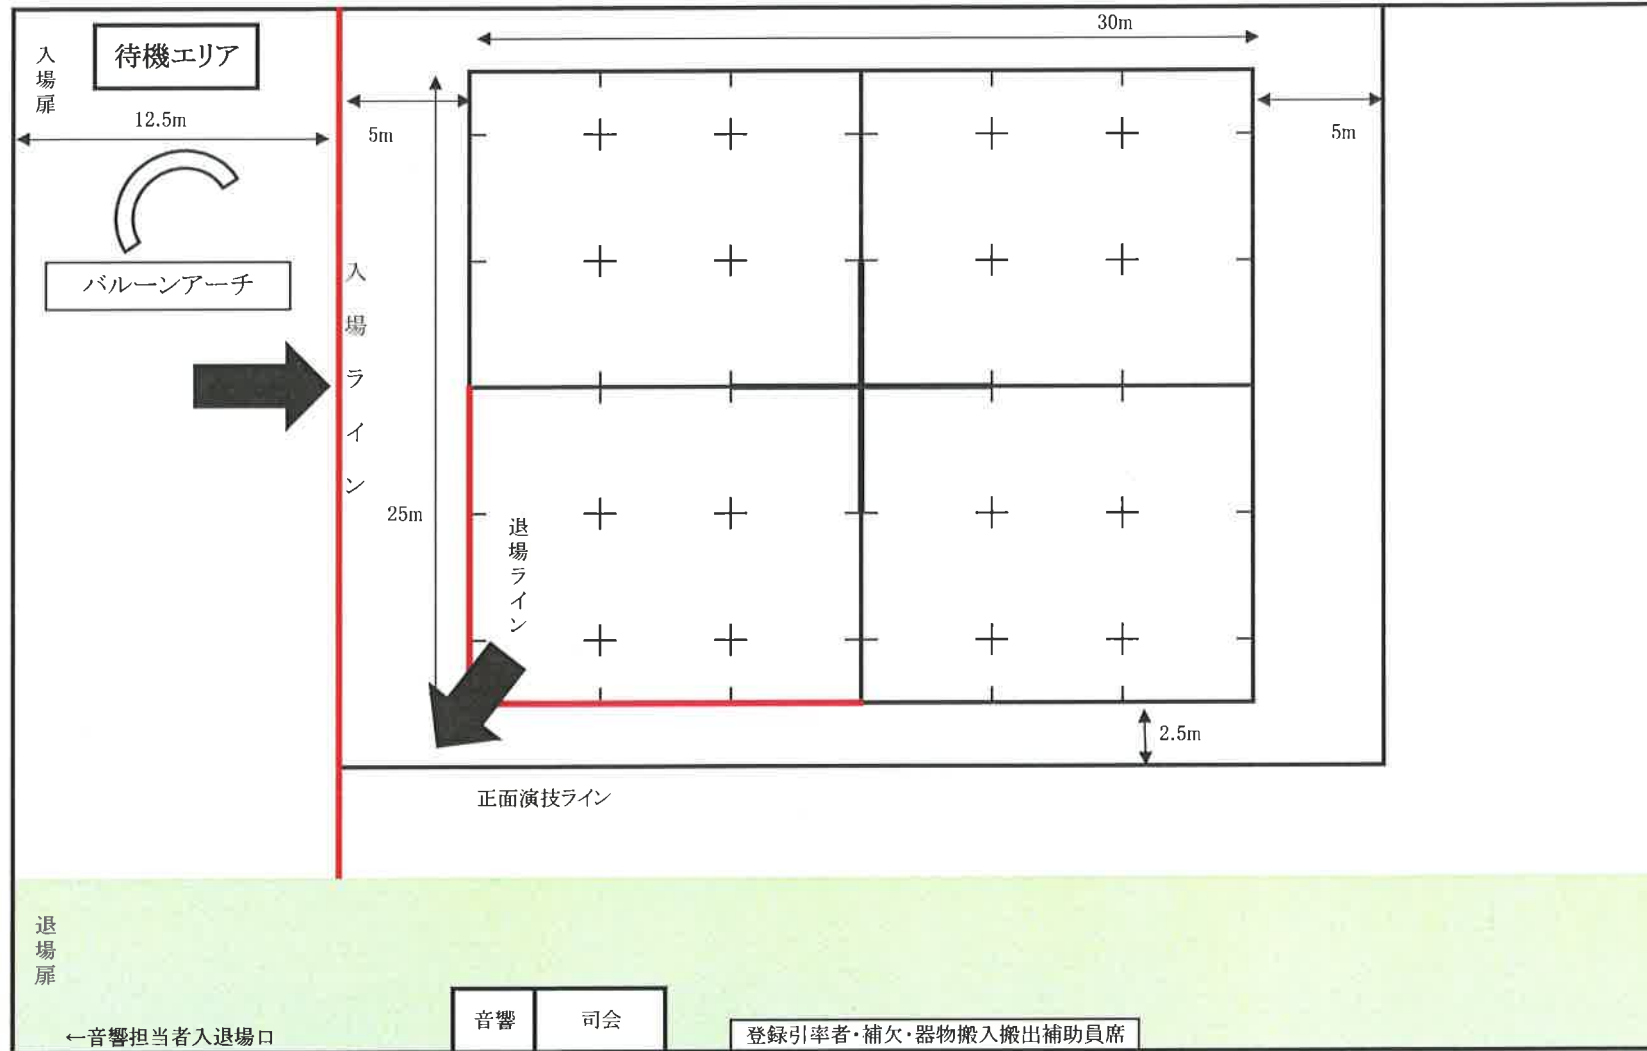 入場扉
待機エリア
12.5m
バルーンアーチ
入場ライン
5m
30m
5m
25m
退場ライン
2.5m
正面演技ライン
退場扉
←音響担当者入退場口
音響
司会
登録引率者・補欠・器物搬入搬出補助員席